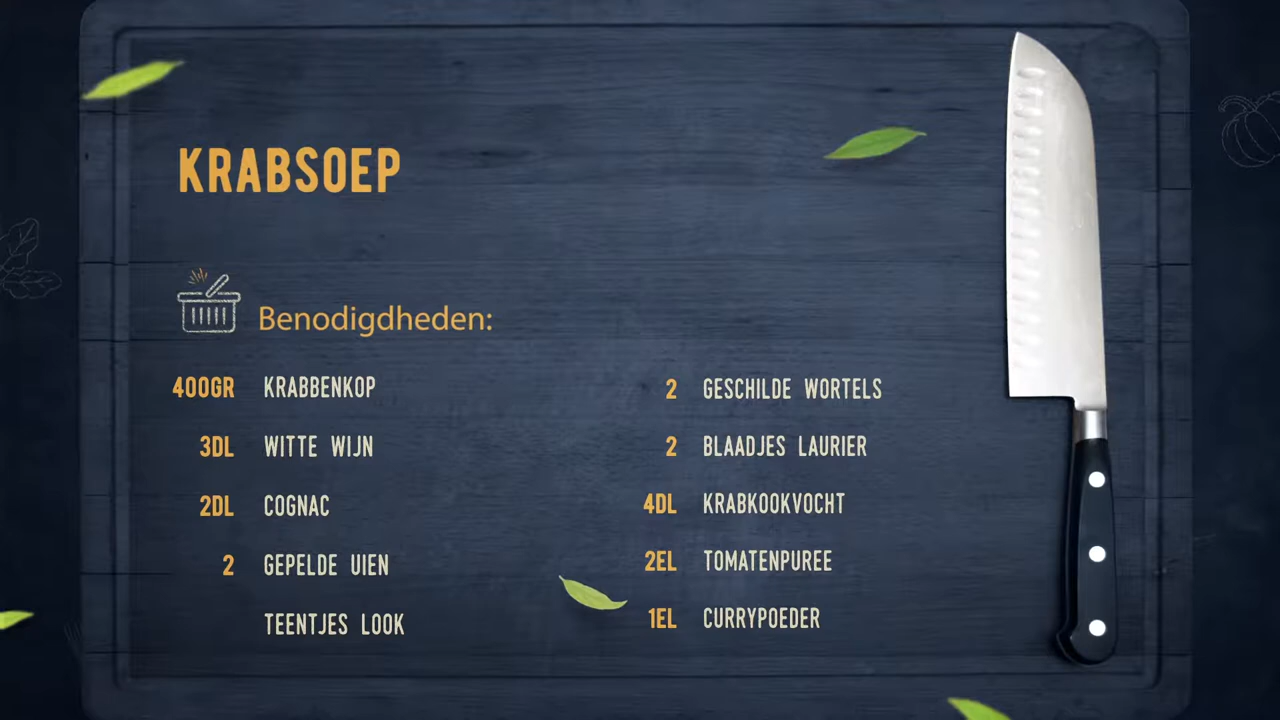 KRABSOEP
Benodigdheden:
400GR KRABBENKOP
3DL WITTE WIJN
2DL COGNAC
2 GEPELDE UIEN
TEENTJES LOOK
2 GESCHILDE WORTELS
2 BLAADJES LAURIER
4DL KRABKOOKVOCHT
2EL TOMATENPUREE
1EL CURRYPOEDER